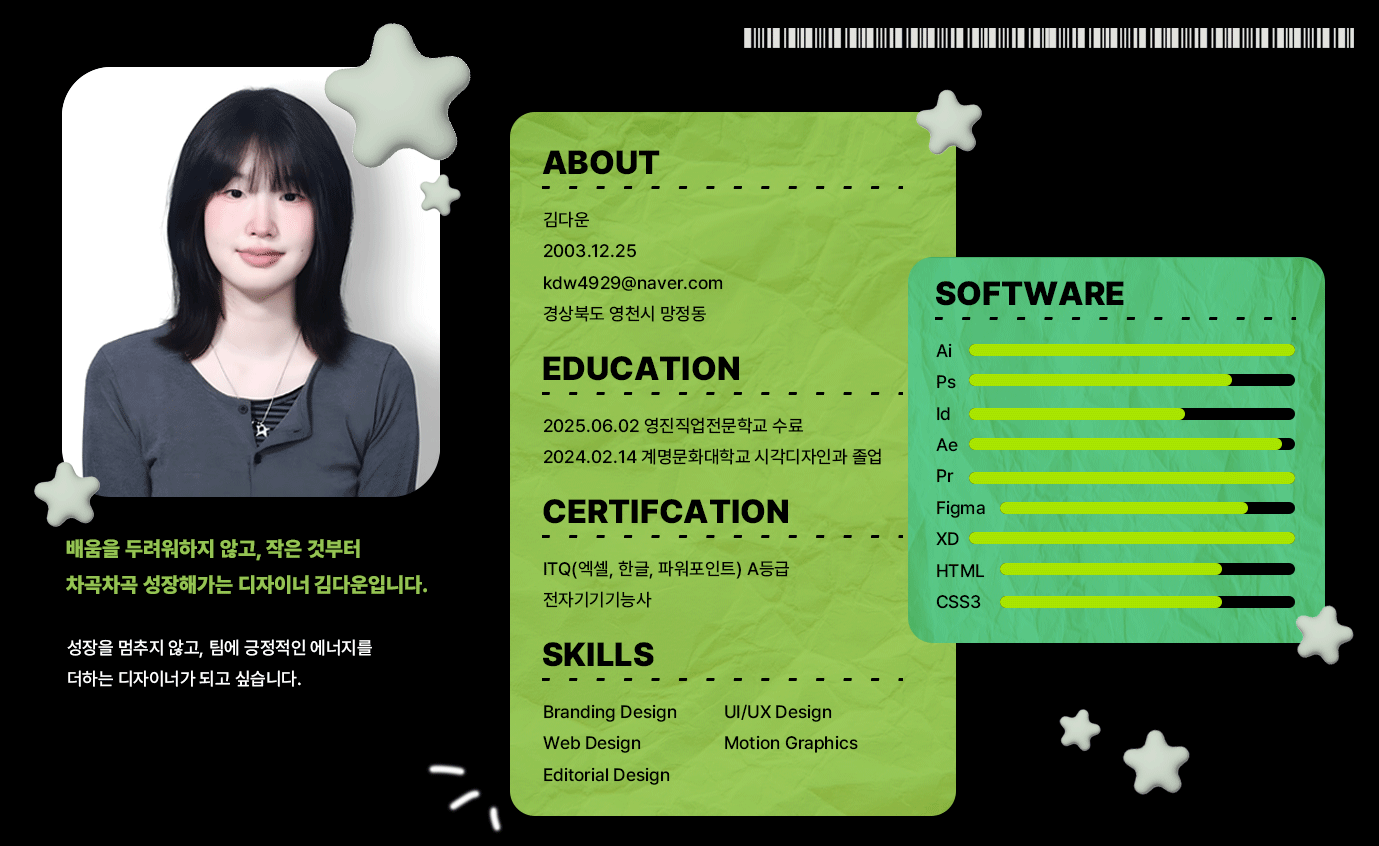 배움을 두려워하지 않고, 작은 것부터
차곡차곡 성장해가는 디자이너 김다운입니다.
성장을 멈추지 않고, 팀에 긍정적인 에너지를
더하는 디자이너가 되고 싶습니다.
ABOUT
김다운
2003.12.25
kdw4929@naver.com
경상북도 영천시 망정동
EDUCATION
2025.06.02 영진직업전문학교 수료
2024.02.14 계명문화대학교 시각디자인과 졸업
CERTIFCATION
ITQ(엑셀, 한글, 파워포인트) A등급
전자기기기능사
SKILLS
Branding Design UI/UX Design
Web Design Motion Graphics
Editorial Design
SOFTWARE
Ai
Ps
Id
Ae
Pr
Figma
XD
HTML
CSS3